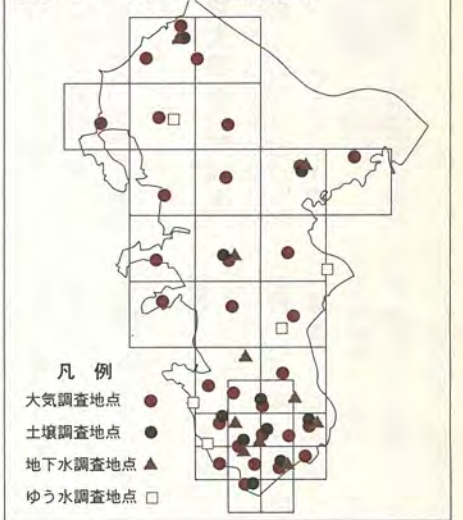 凡 例
大気調査地点
土壌調査地点
地下水調査地点
ゆう水調査地点